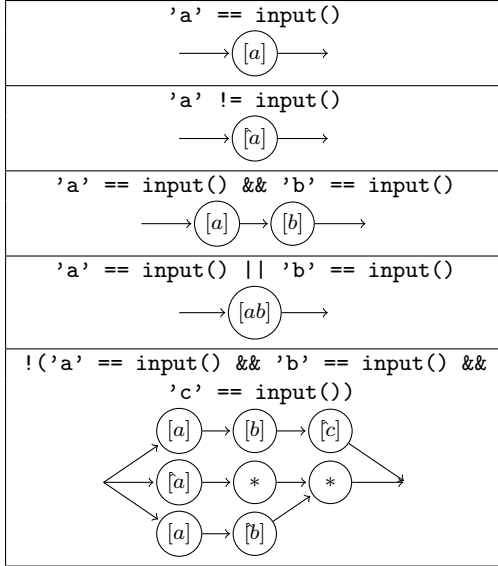 'a' == input()
[a]
'a' != input()
[^a]
'a' == input() && 'b' == input()
[a] [b]
'a' == input() || 'b' == input()
[ab]
!('a' == input() && 'b' == input() &&
'c' == input())
[a] [b] [^c]
[^a] * *
[a] [^b]